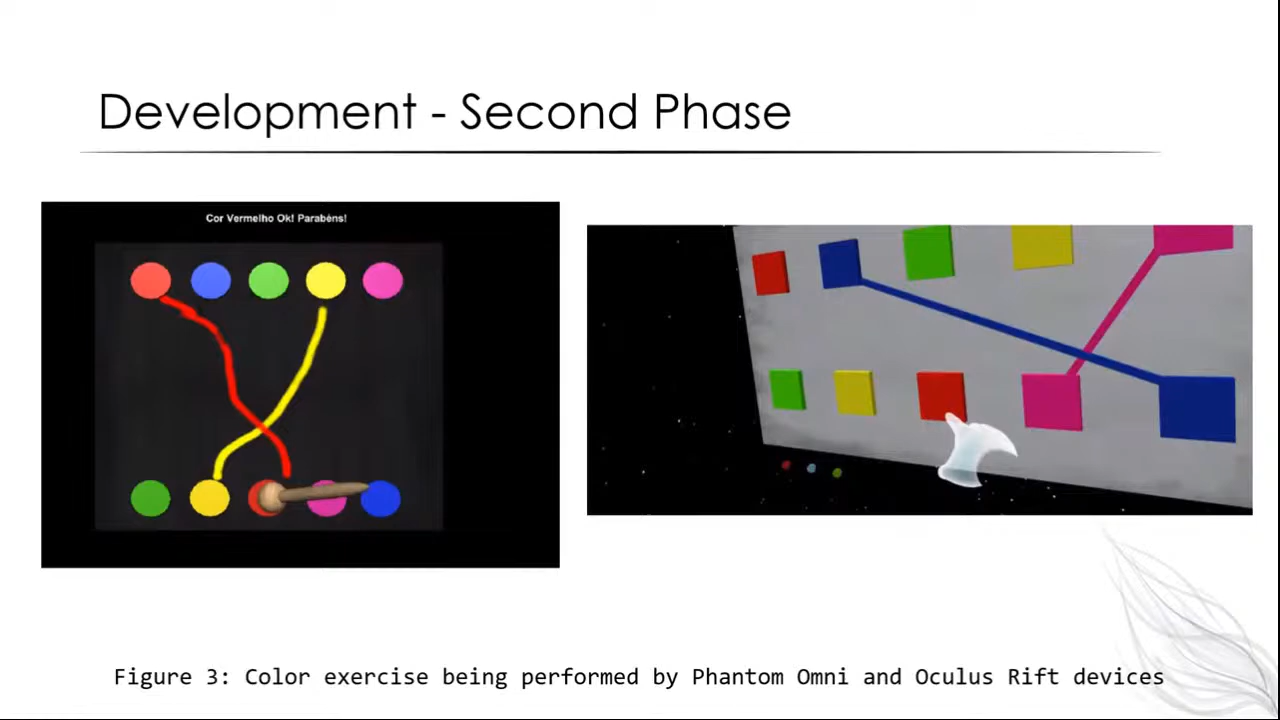 Development - Second Phase
Cor Vermelho Ok! Parabéns!
Figure 3: Color exercise being performed by Phantom Omni and Oculus Rift devices